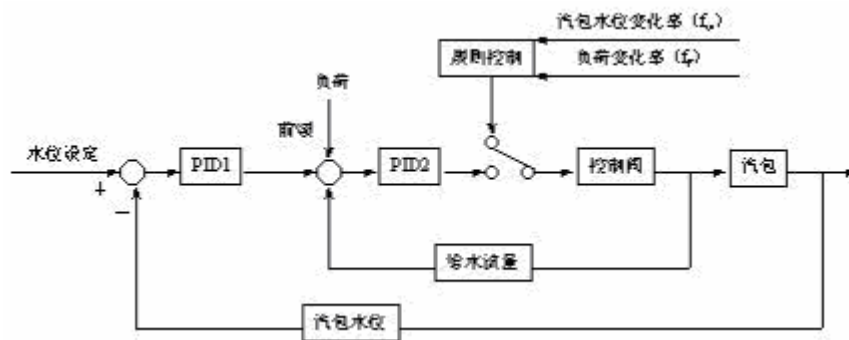 汽包水位变化率（fw）
规则控制
负荷变化率（ff）
负荷
前馈
水位设定
PID1
PID2
控制阀
汽包
+
−
给水流量
汽包水位